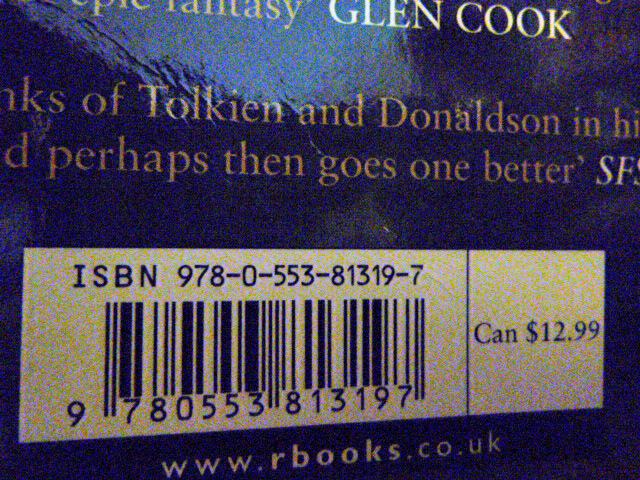 epic fantasy' GLEN COOK
nks of Tolkien and Donaldson in hi
d perhaps then goes one better' SFS
ISBN 978-0-553-81319-7
Can $12.99
9 780553 813197
www.rbooks.co.uk